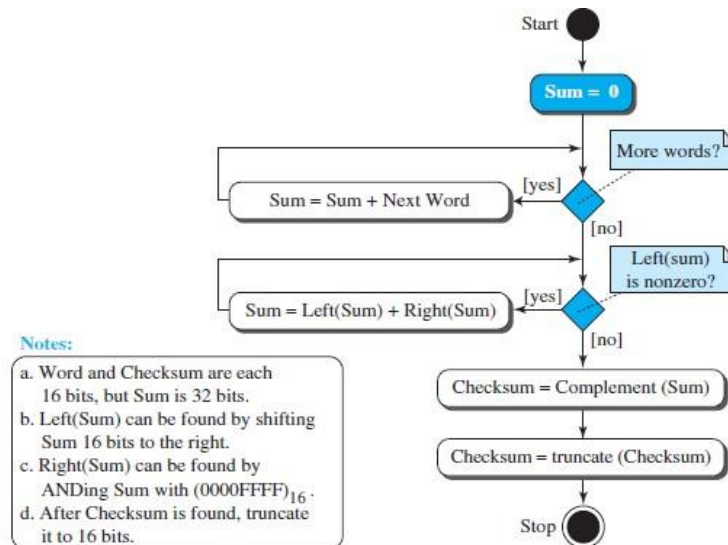 Start
Sum = 0
More words?
[yes]
Sum = Sum + Next Word
[no]
Left(sum)
is nonzero?
[yes]
Sum = Left(Sum) + Right(Sum)
[no]
Notes:
a. Word and Checksum are each
16 bits, but Sum is 32 bits.
b. Left(Sum) can be found by shifting
Sum 16 bits to the right.
c. Right(Sum) can be found by
ANDing Sum with (0000FFFF)16 .
d. After Checksum is found, truncate
it to 16 bits.
Checksum = Complement (Sum)
Checksum = truncate (Checksum)
Stop